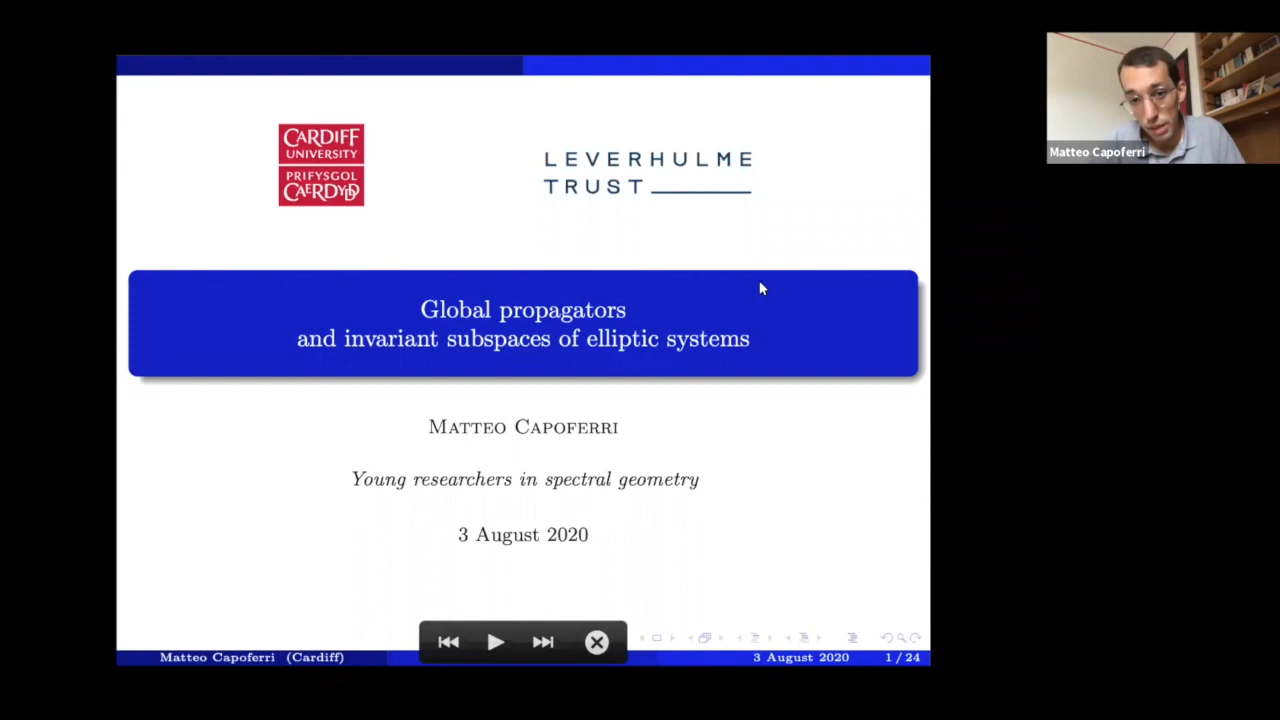 CARDIFF
UNIVERSITY
PRIFYSGOL
CAERDYDD
LEVERHULME
TRUST
Matteo Capoferri
Global propagators
and invariant subspaces of elliptic systems
MATTEO CAPOFERRI
Young researchers in spectral geometry
3 August 2020
Matteo Capoferri (Cardiff)
3 August 2020
1 / 24